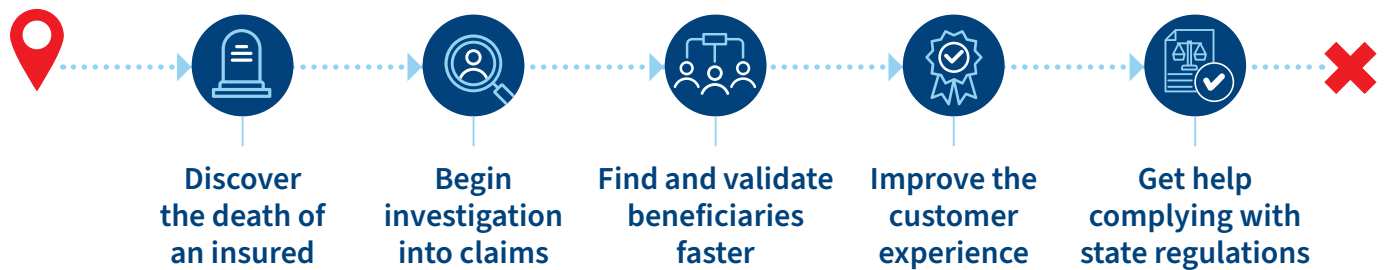 Discover
the death of
an insured
Begin
investigation
into claims
Find and validate
beneficiaries
faster
Improve the
customer
experience
Get help
complying with
state regulations